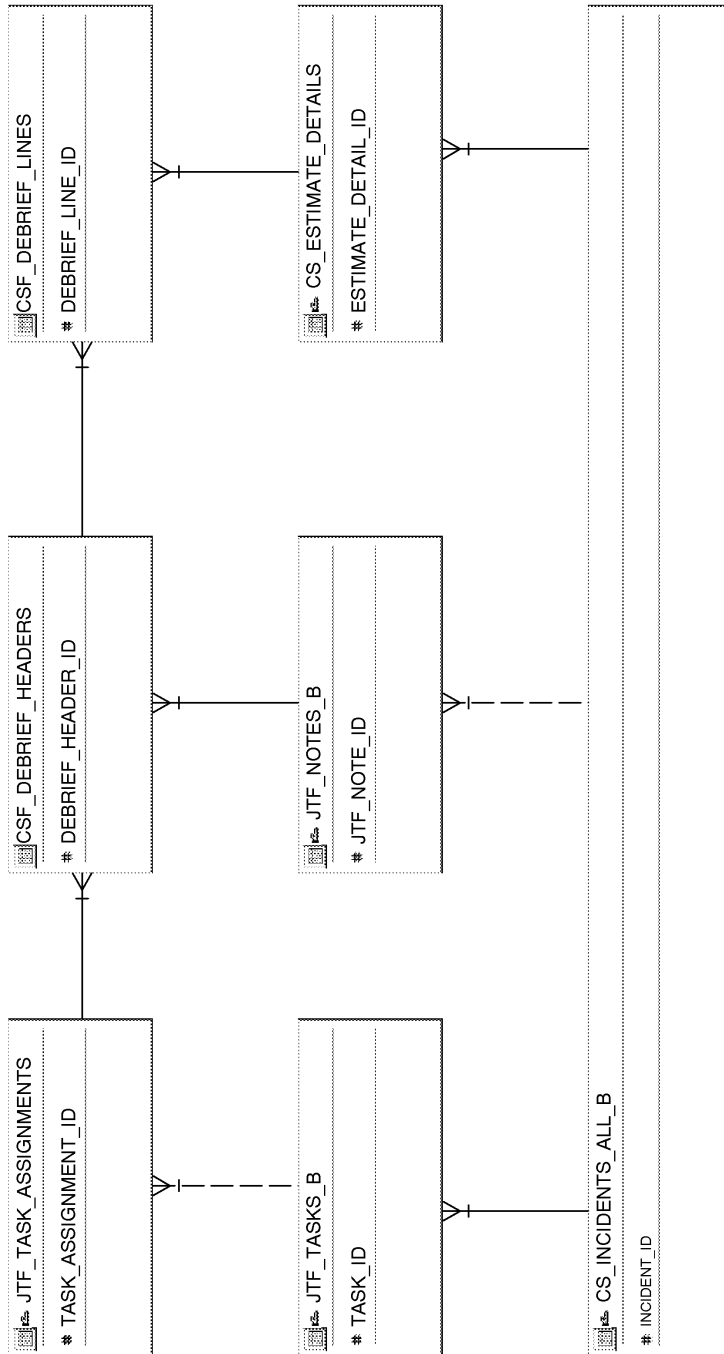 JTF_TASK_ASSIGNMENTS
# TASK_ASSIGNMENT_ID
CSF_DEBRIEF_HEADERS
# DEBRIEF_HEADER_ID
CSF_DEBRIEF_LINES
# DEBRIEF_LINE_ID
JTF_TASKS_B
# TASK_ID
JTF_NOTES_B
# JTF_NOTE_ID
CS_ESTIMATE_DETAILS
# ESTIMATE_DETAIL_ID
CS_INCIDENTS_ALL_B
# INCIDENT_ID